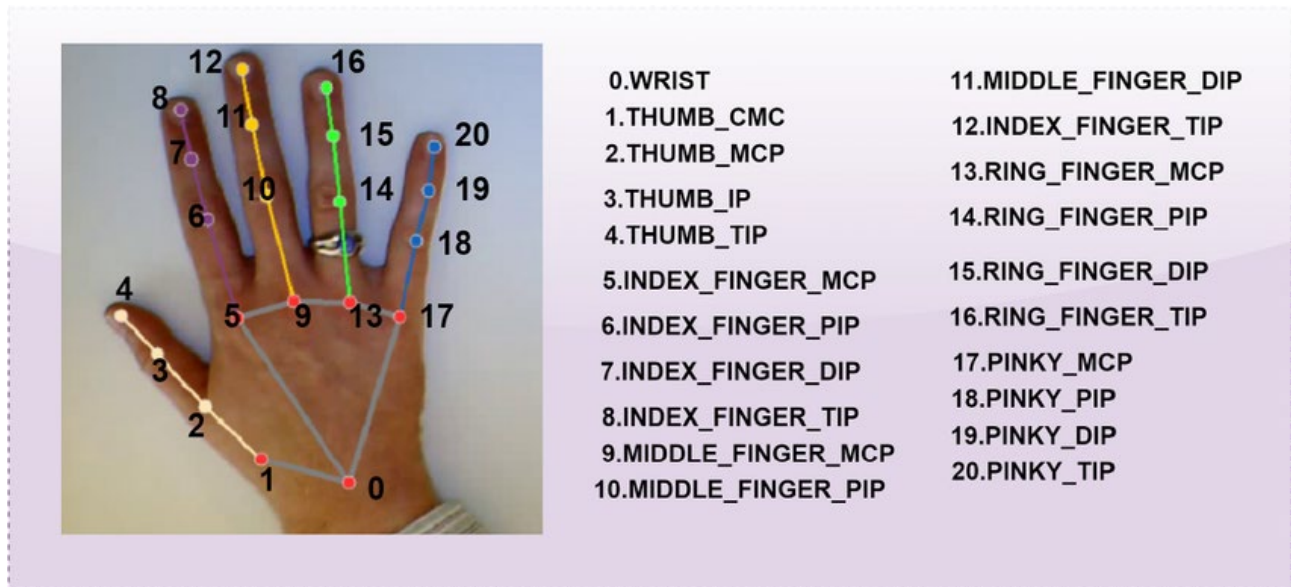 12
16
8
11
15
20
7
10
14
19
6
18
4
5
9
13
17
3
2
1
0
0.WRIST
1.THUMB_CMC
2.THUMB_MCP
3.THUMB_IP
4.THUMB_TIP
5.INDEX_FINGER_MCP
6.INDEX_FINGER_PIP
7.INDEX_FINGER_DIP
8.INDEX_FINGER_TIP
9.MIDDLE_FINGER_MCP
10.MIDDLE_FINGER_PIP
11.MIDDLE_FINGER_DIP
12.INDEX_FINGER_TIP
13.RING_FINGER_MCP
14.RING_FINGER_PIP
15.RING_FINGER_DIP
16.RING_FINGER_TIP
17.PINKY_MCP
18.PINKY_PIP
19.PINKY_DIP
20.PINKY_TIP